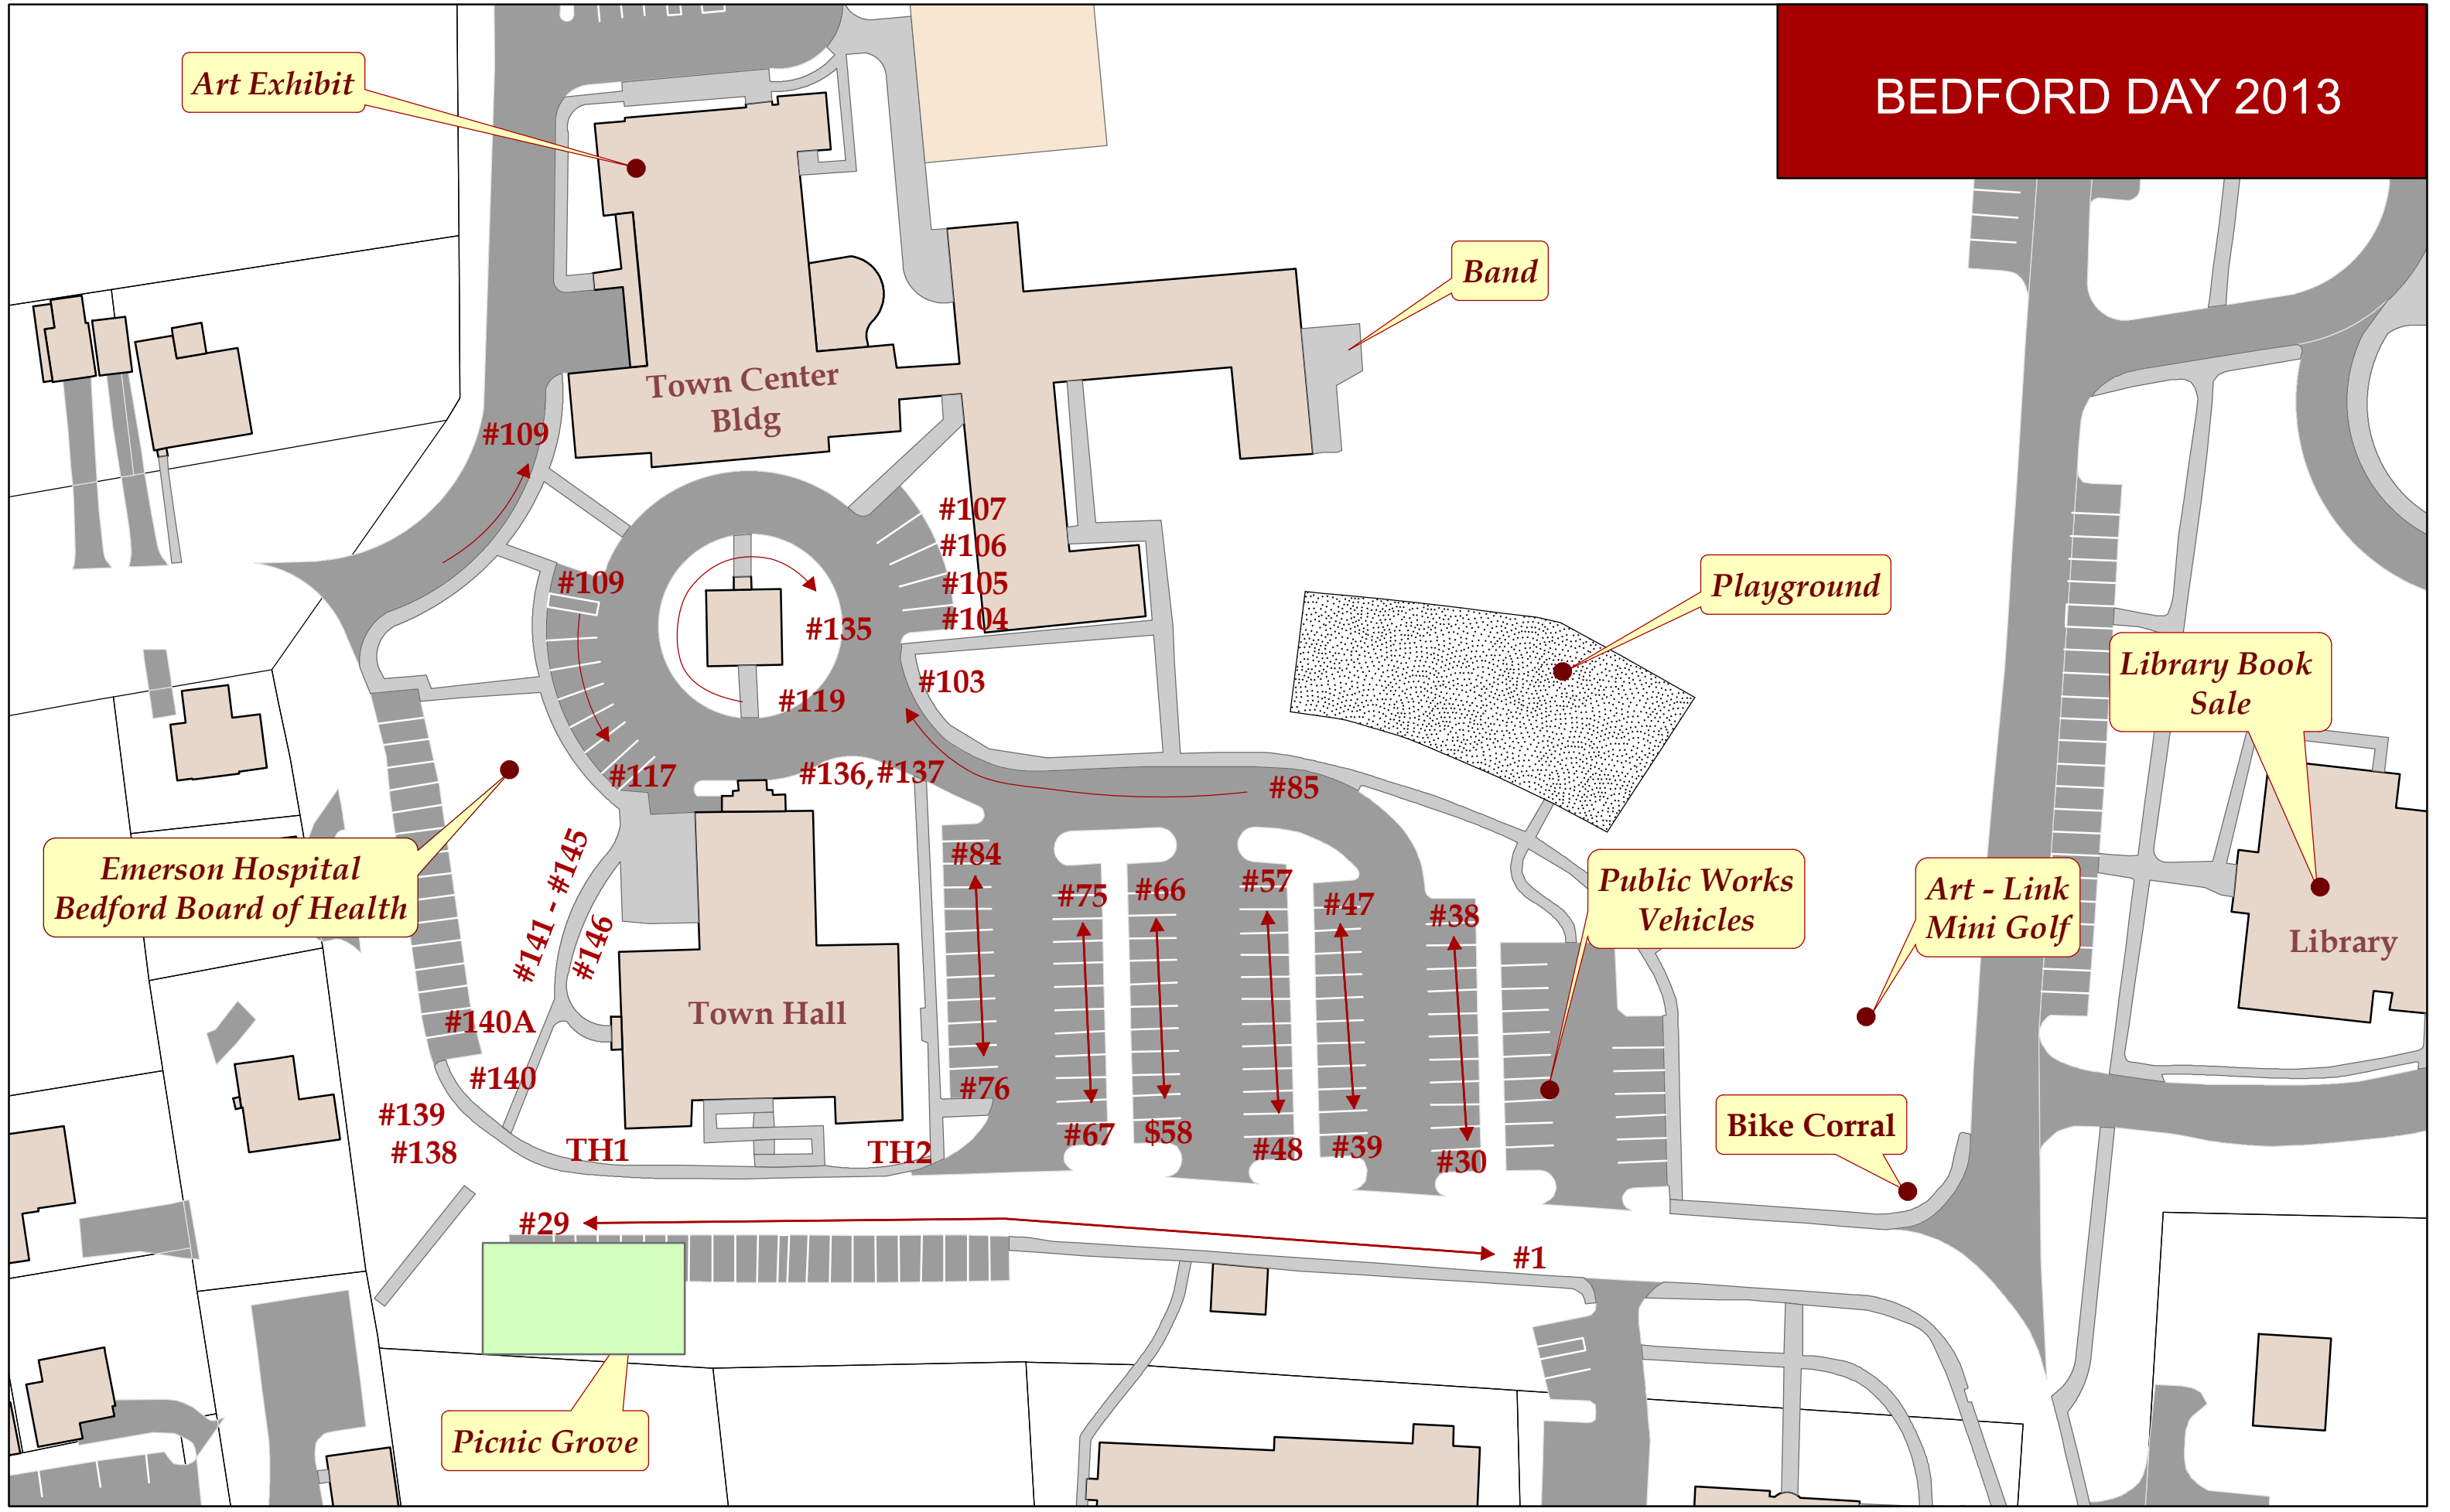 BEDFORD DAY 2013
Art Exhibit
Band
Town Center
Bldg
#109
#107
#106
#105
#104
#109
#135
#103
#119
#117
#136, #137
#85
Playground
Library Book
Sale
Library
Emerson Hospital
Bedford Board of Health
#141 - #145
#146
#84
#75
#66
#57
#47
#38
Public Works
Vehicles
Art - Link
Mini Golf
Town Hall
#140A
#140
#139
#138
TH1
TH2
#76
#67
$58
#48
#39
#30
Bike Corral
#29
#1
Picnic Grove